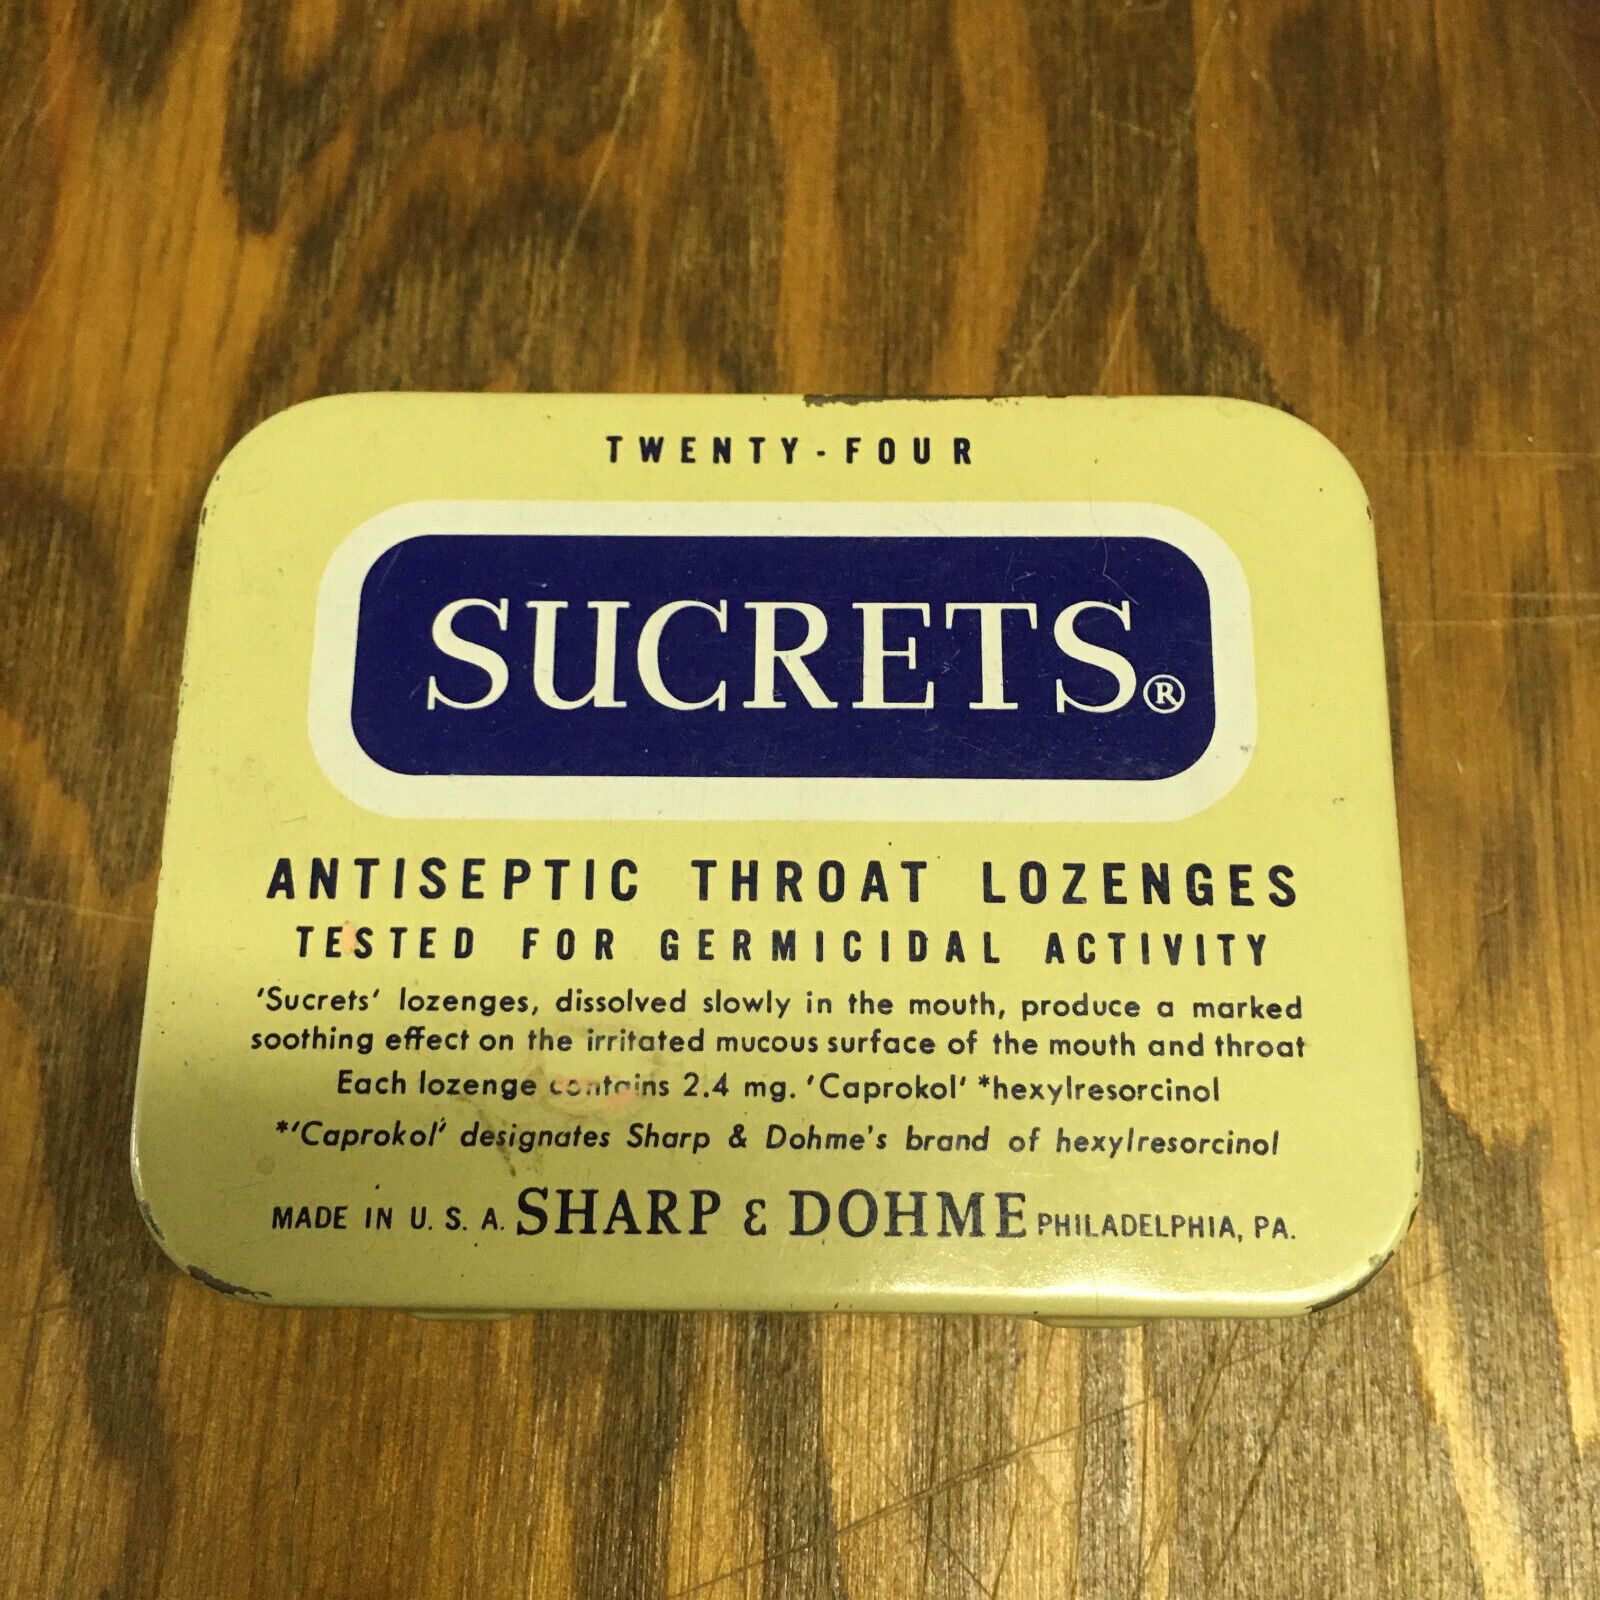 TWENTY-FOUR
SUCRETS®
ANTISEPTIC THROAT LOZENGES
TESTED FOR GERMICIDAL ACTIVITY
'Sucrets' lozenges, dissolved slowly in the mouth, produce a marked
soothing effect on the irritated mucous surface of the mouth and throat
Each lozenge contains 2.4 mg. 'Caprokol' *hexylresorcinol
*'Caprokol' designates Sharp & Dohme's brand of hexylresorcinol
MADE IN U. S. A. SHARP & DOHME PHILADELPHIA, PA.